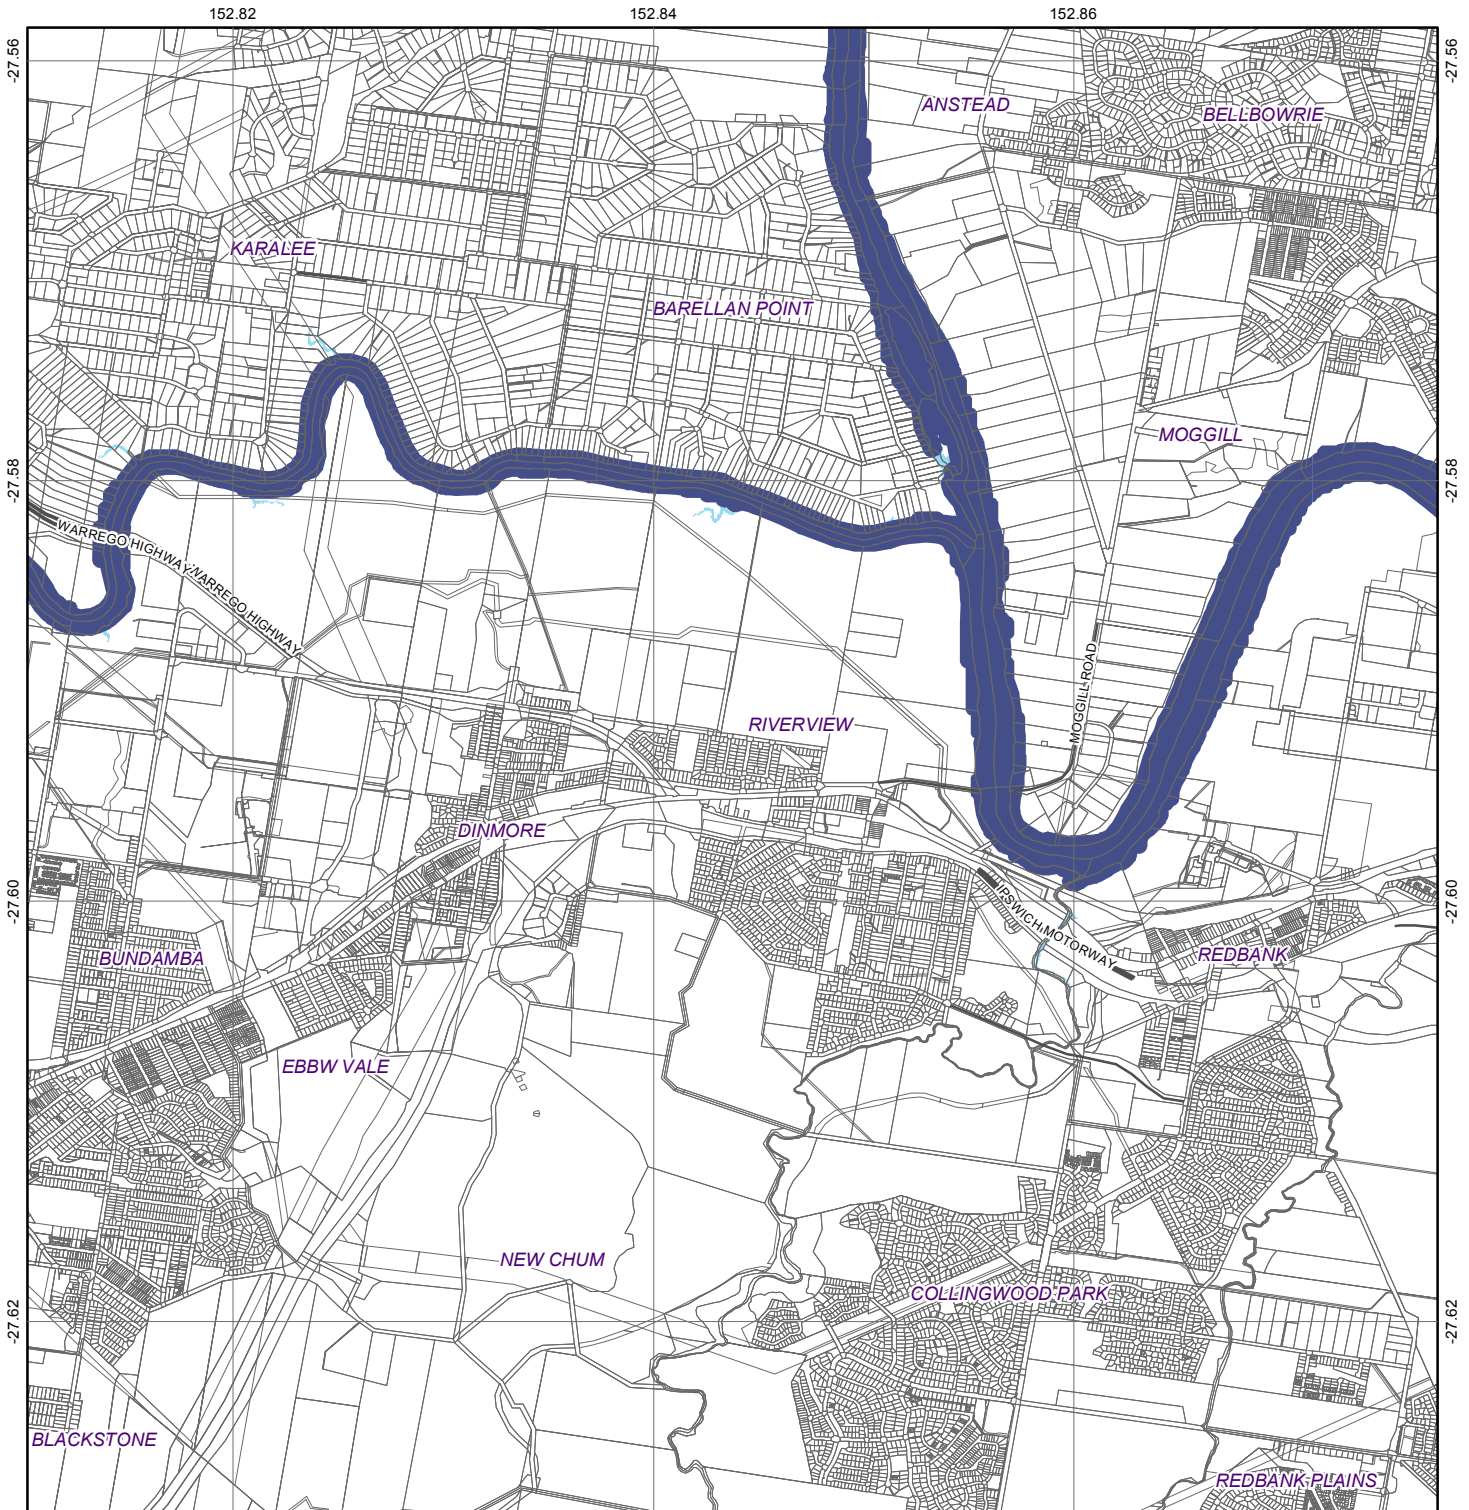 152.82
152.84
152.86
-27.56
-27.56
ANSTEAD
BELLBOWRIE
KARALEE
BARELLAN POINT
MOGGILL
-27.58
-27.58
WARREGO HIGHWAY
WARREGO HIGHWAY
MOGGILL ROAD
RIVERVIEW
DINMORE
-27.60
-27.60
IPSWICH MOTORWAY
BUNDAMBA
REDBANK
EBBW VALE
NEW CHUM
COLLINGWOOD PARK
-27.62
-27.62
BLACKSTONE
REDBANK PLAINS